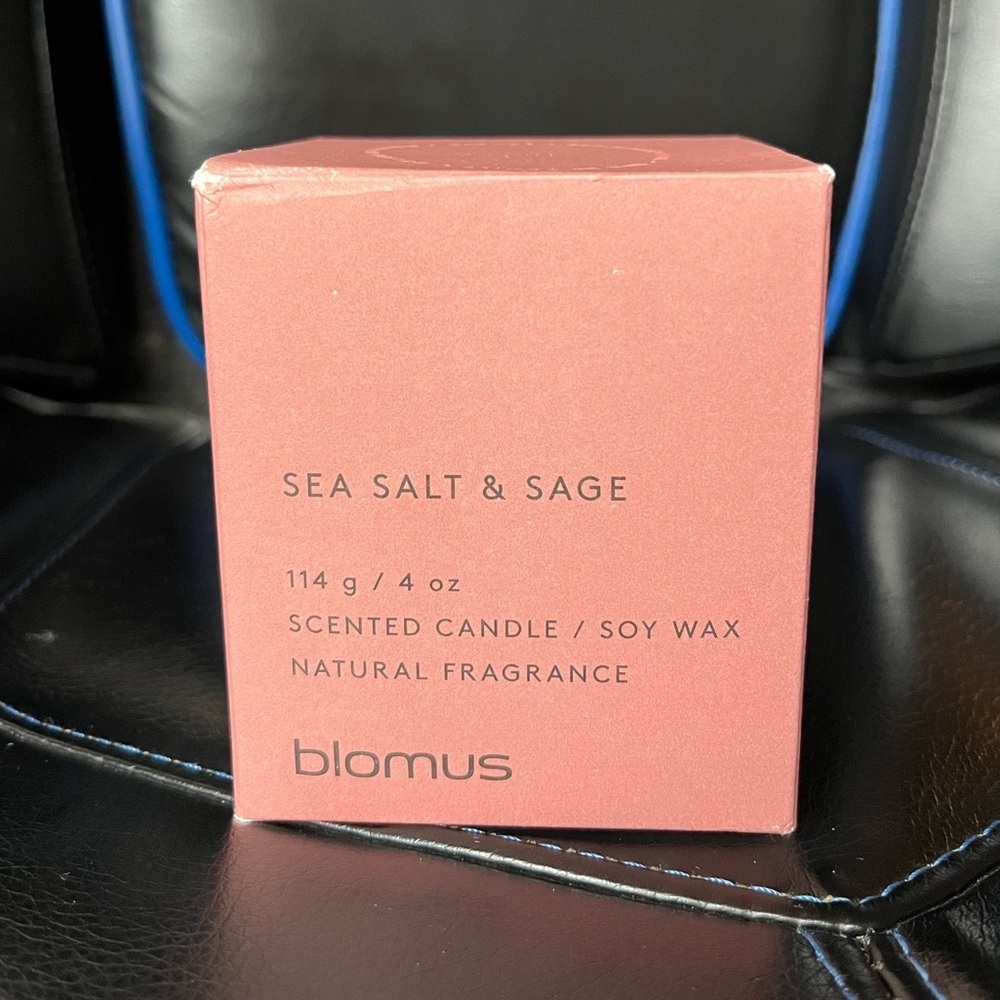 SEA SALT & SAGE
114 g / 4 oz
SCENTED CANDLE / SOY WAX
NATURAL FRAGRANCE
blomus